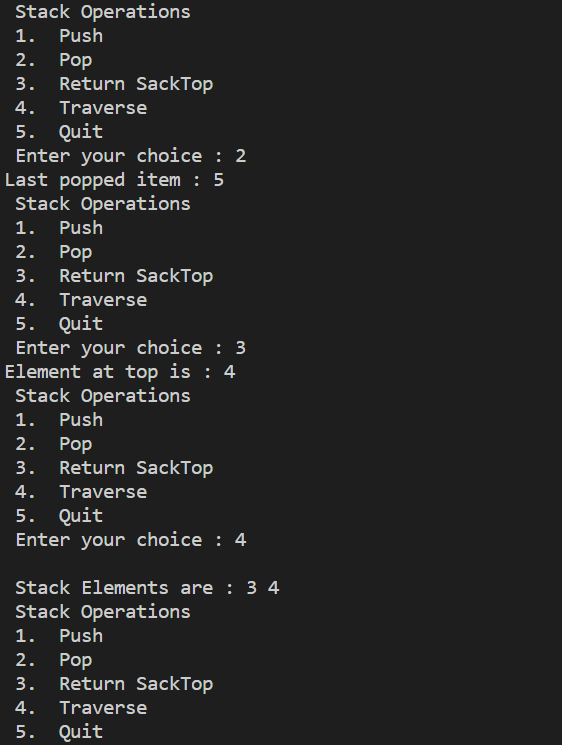 Stack Operations
1.  Push
2.  Pop
3.  Return SackTop
4.  Traverse
5.  Quit
Enter your choice : 2
Last popped item : 5
Stack Operations
1.  Push
2.  Pop
3.  Return SackTop
4.  Traverse
5.  Quit
Enter your choice : 3
Element at top is : 4
Stack Operations
1.  Push
2.  Pop
3.  Return SackTop
4.  Traverse
5.  Quit
Enter your choice : 4
Stack Elements are : 3 4
Stack Operations
1.  Push
2.  Pop
3.  Return SackTop
4.  Traverse
5.  Quit